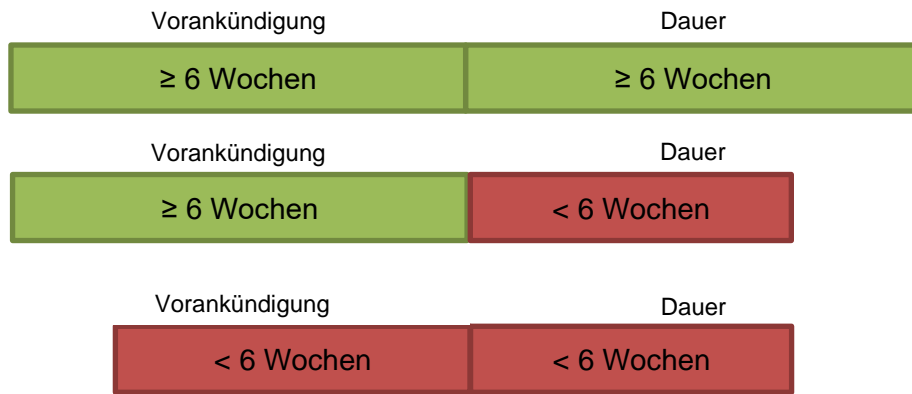 Vorankündigung Dauer
≥ 6 Wochen ≥ 6 Wochen
Vorankündigung Dauer
≥ 6 Wochen < 6 Wochen
Vorankündigung Dauer
< 6 Wochen < 6 Wochen